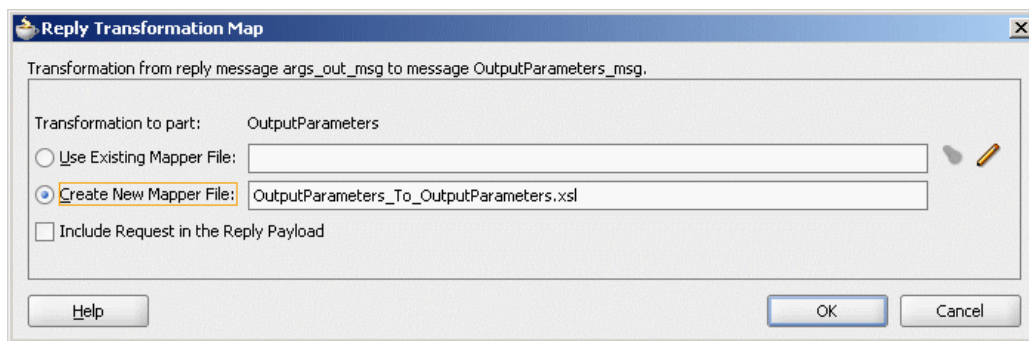 Reply Transformation Map
Transformation from reply message args_out_msg to message OutputParameters_msg.
Transformation to part: OutputParameters
Use Existing Mapper File:
Create New Mapper File: OutputParameters_To_OutputParameters.xsl
Include Request in the Reply Payload
Help OK Cancel